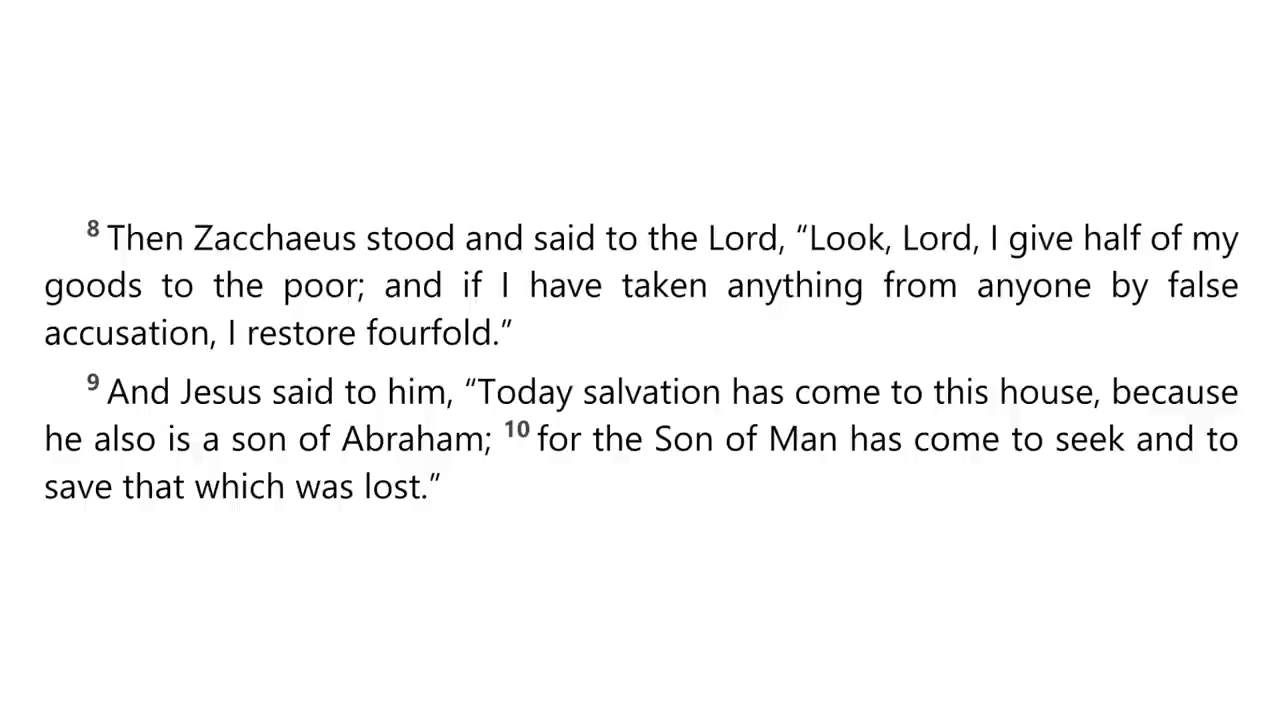 8 Then Zacchaeus stood and said to the Lord, “Look, Lord, I give half of my
goods to the poor; and if I have taken anything from anyone by false
accusation, I restore fourfold.”
9 And Jesus said to him, “Today salvation has come to this house, because
he also is a son of Abraham; 10 for the Son of Man has come to seek and to
save that which was lost.”